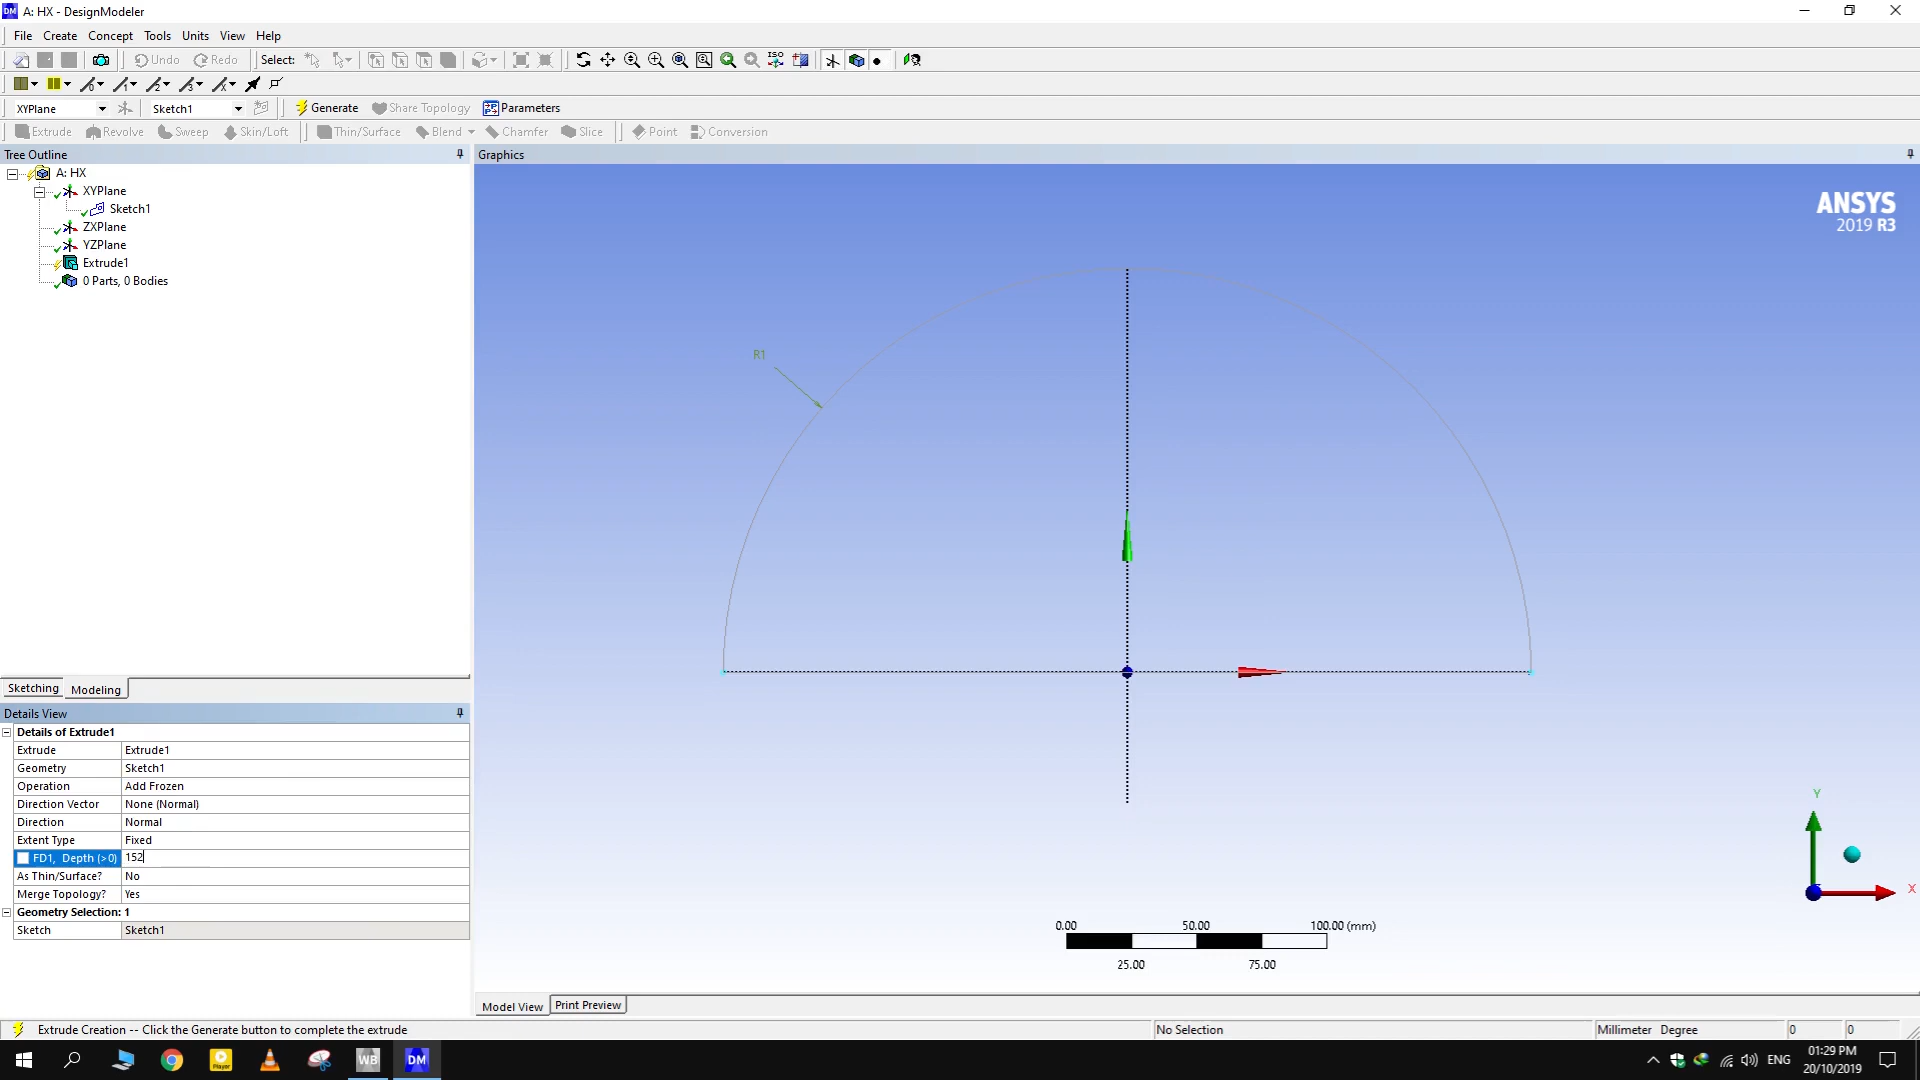 A: HX - DesignModeler
File Create Concept Tools Units View Help
Undo Redo Select: ISO
XYPlane Sketch1 Generate Share Topology Parameters
Extrude Revolve Sweep Skin/Loft Thin/Surface Blend Chamfer Slice Point Conversion
Tree Outline
A: HX
XYPlane
Sketch1
ZXPlane
YZPlane
Extrude1
0 Parts, 0 Bodies
Sketching Modeling
Details View
Details of Extrude1
Extrude Extrude1
Geometry Sketch1
Operation Add Frozen
Direction Vector None (Normal)
Direction Normal
Extent Type Fixed
FD1, Depth (>0) 152
As Thin/Surface? No
Merge Topology? Yes
Geometry Selection: 1
Sketch Sketch1
Graphics
ANSYS
2019 R3
R1
Y
X
0.00 50.00 100.00 (mm)
25.00 75.00
Model View Print Preview
Extrude Creation -- Click the Generate button to complete the extrude No Selection Millimeter Degree 0 0
Player WB DM ENG
01:29 PM
20/10/2019